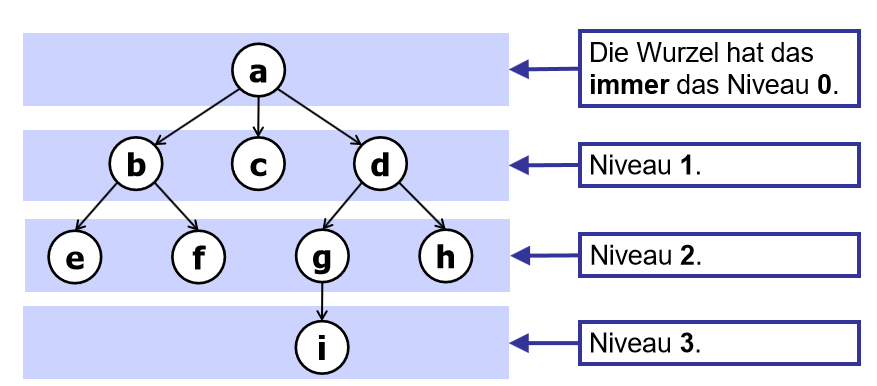 a
Die Wurzel hat das
immer das Niveau 0.
b c d
Niveau 1.
e f g h
Niveau 2.
i
Niveau 3.